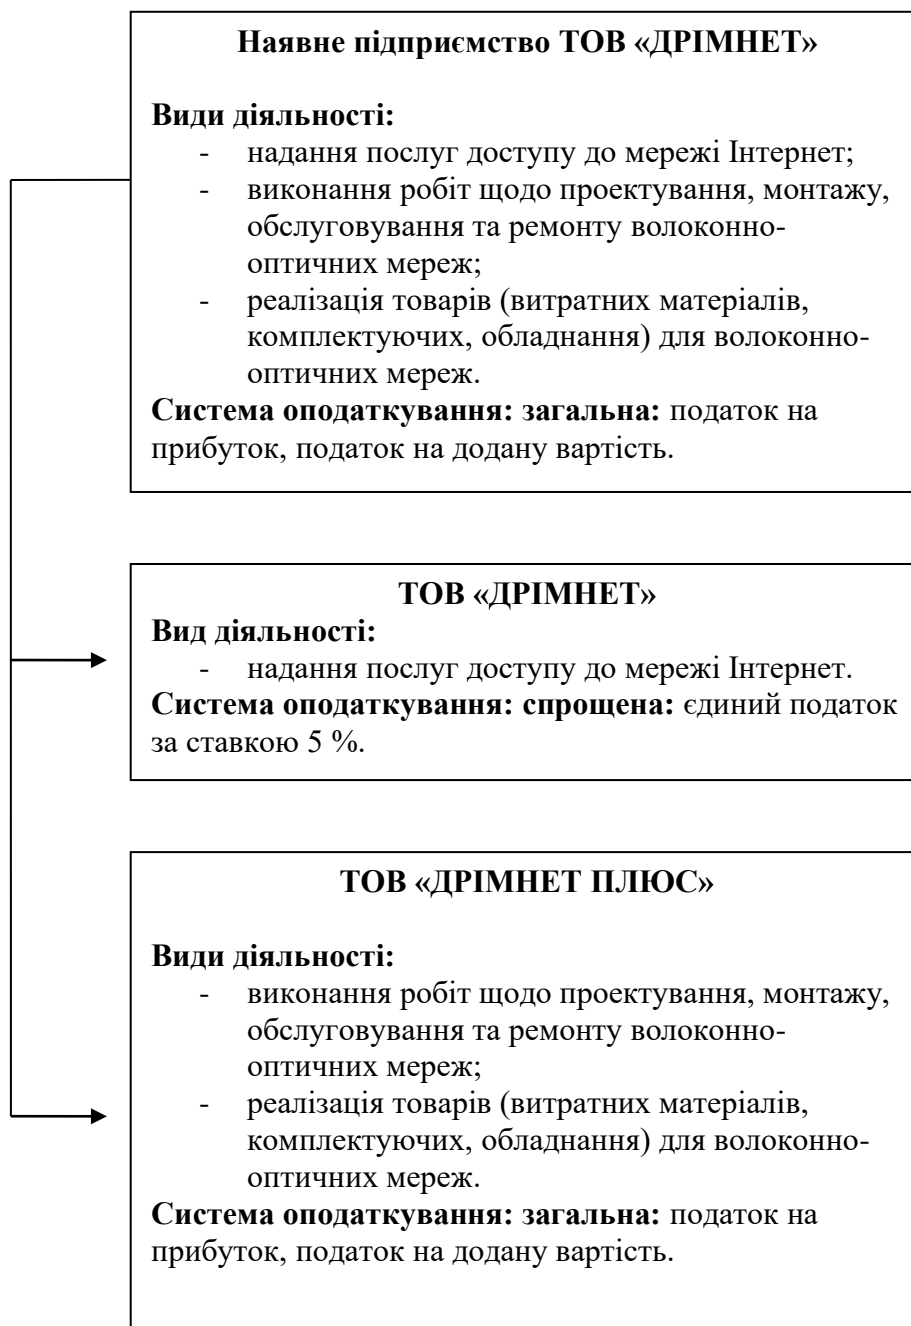 Наявне підприємство ТОВ «ДРІМНЕТ»
Види діяльності:
- надання послуг доступу до мережі Інтернет;
- виконання робіт щодо проектування, монтажу,
обслуговування та ремонту волоконно-
оптичних мереж;
- реалізація товарів (витратних матеріалів,
комплектуючих, обладнання) для волоконно-
оптичних мереж.
Система оподаткування: загальна: податок на
прибуток, податок на додану вартість.
ТОВ «ДРІМНЕТ»
Вид діяльності:
- надання послуг доступу до мережі Інтернет.
Система оподаткування: спрощена: єдиний податок
за ставкою 5 %.
ТОВ «ДРІМНЕТ ПЛЮС»
Види діяльності:
- виконання робіт щодо проектування, монтажу,
обслуговування та ремонту волоконно-
оптичних мереж;
- реалізація товарів (витратних матеріалів,
комплектуючих, обладнання) для волоконно-
оптичних мереж.
Система оподаткування: загальна: податок на
прибуток, податок на додану вартість.